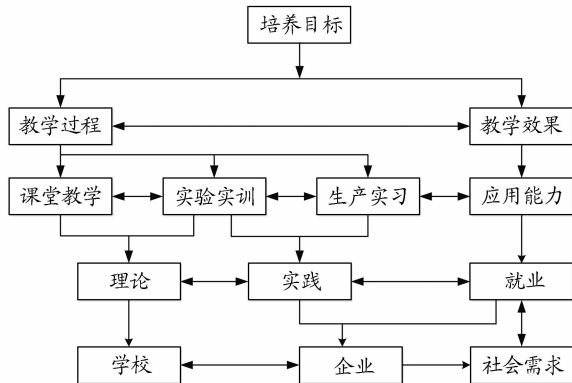 培养目标
教学过程
教学效果
课堂教学
实验实训
生产实习
应用能力
理论
实践
就业
学校
企业
社会需求